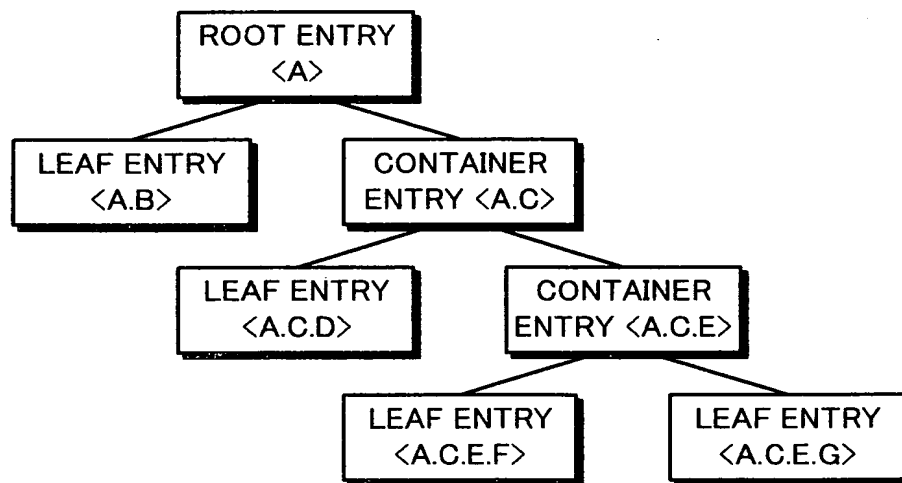 ROOT ENTRY
<A>
LEAF ENTRY
<A.B>
CONTAINER
ENTRY <A.C>
LEAF ENTRY
<A.C.D>
CONTAINER
ENTRY <A.C.E>
LEAF ENTRY
<A.C.E.F>
LEAF ENTRY
<A.C.E.G>